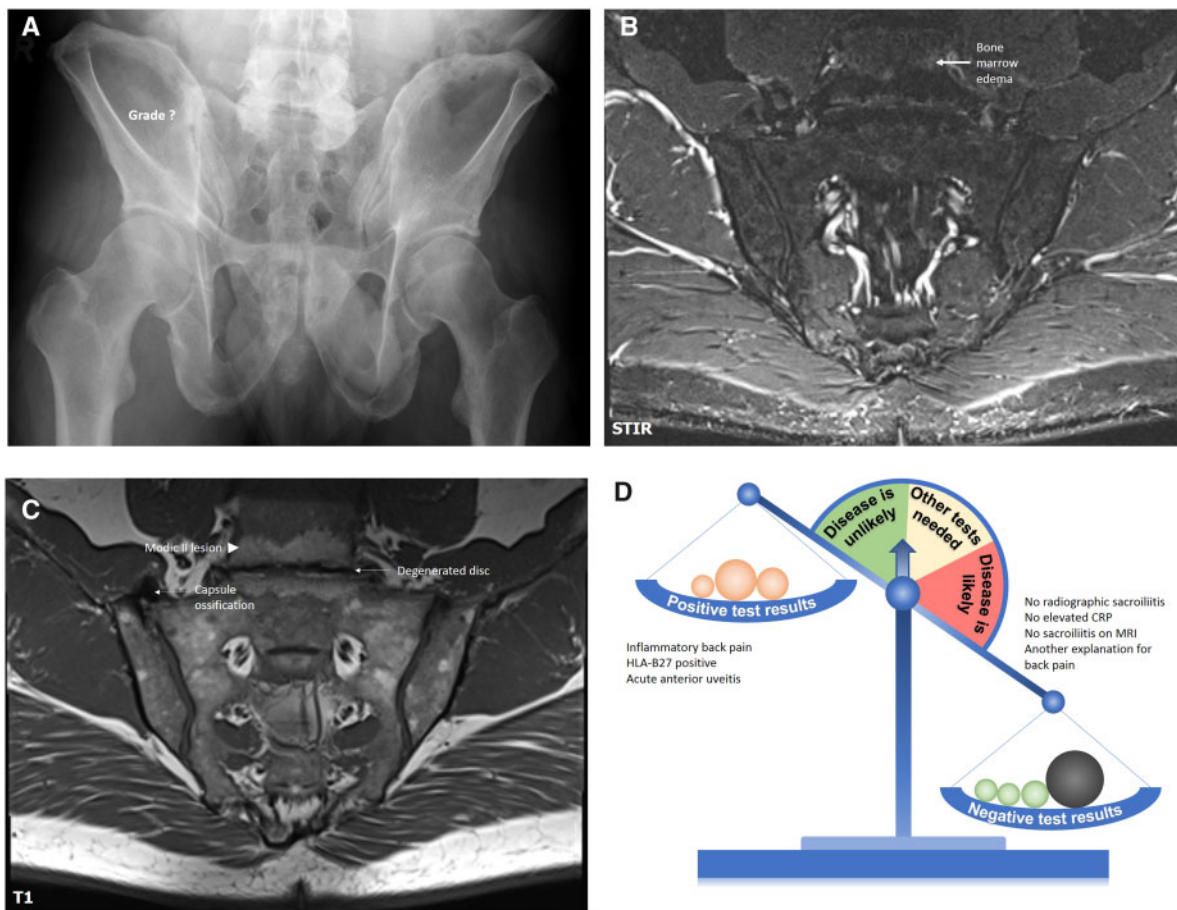 A
Grade ?
B
Bone
marrow
edema
STIR
C
Modic II lesion
Degenerated disc
Capsule
ossification
T1
D
Disease is
unlikely
Other tests
needed
Disease is
likely
Positive test results
Inflammatory back pain
HLA-B27 positive
Acute anterior uveitis
No radiographic sacroiliitis
No elevated CRP
No sacroiliitis on MRI
Another explanation for
back pain
Negative test results